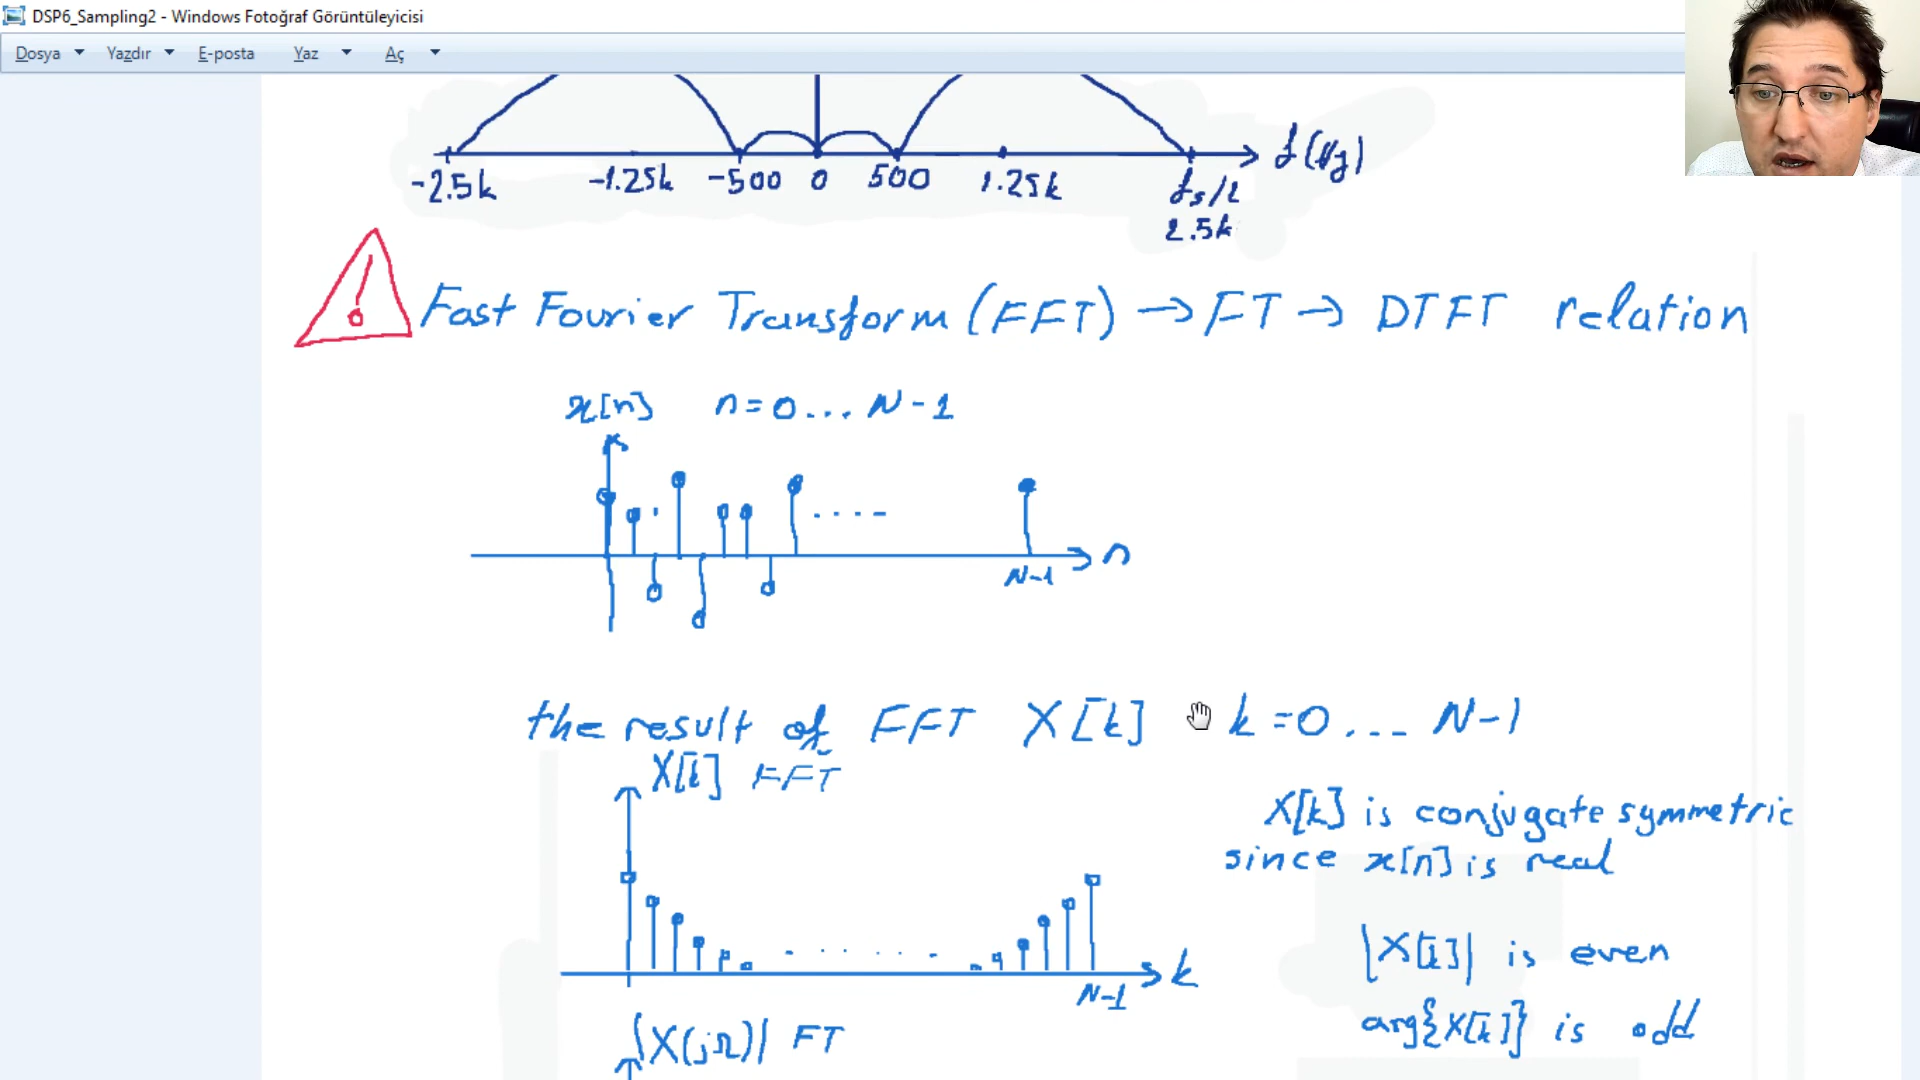 DSP6_Sampling2 - Windows Fotoğraf Görüntüleyicisi
Dosya Yazdır E-posta Yaz Aç
-2.5k -1.25k -500 0 500 1.25k fs/2 f(Hz)
2.5k
! Fast Fourier Transform (FFT) → FT → DTFT relation
x[n] n=0... N-1
.... n
N-1
the result of FFT X[k] k=0... N-1
X[k] FFT
X[k] is conjugate symmetric
since x[n] is real
|X[k]| is even
k
N-1
arg{X[k]} is odd
|X(jΩ)| FT